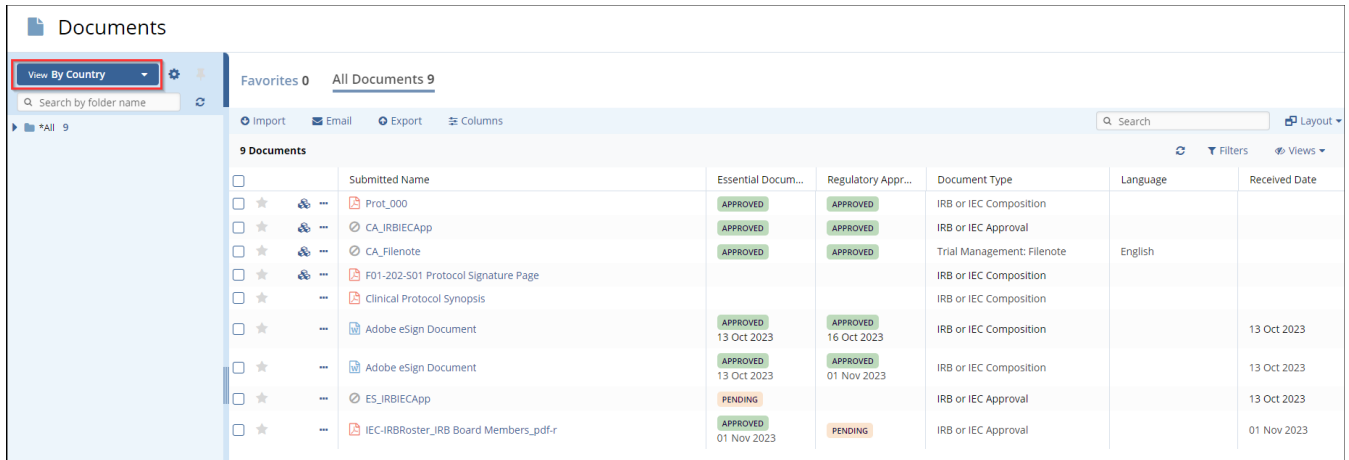 Documents
View By Country
Search by folder name
*All 9
Favorites 0 All Documents 9
Import Email Export Columns Search Layout
9 Documents Filters Views
Submitted Name Essential Docum... Regulatory Appr... Document Type Language Received Date
Prot_000 APPROVED APPROVED IRB or IEC Composition
CA_IRBIECApp APPROVED APPROVED IRB or IEC Approval
CA_Filenote APPROVED APPROVED Trial Management: Filenote English
F01-202-S01 Protocol Signature Page IRB or IEC Composition
Clinical Protocol Synopsis IRB or IEC Composition
Adobe eSign Document APPROVED 13 Oct 2023 APPROVED 16 Oct 2023 IRB or IEC Composition 13 Oct 2023
Adobe eSign Document APPROVED 13 Oct 2023 APPROVED 01 Nov 2023 IRB or IEC Composition 13 Oct 2023
ES_IRBIECApp PENDING IRB or IEC Approval 13 Oct 2023
IEC-IRBRoster_IRB Board Members_pdf-r APPROVED 01 Nov 2023 PENDING IRB or IEC Approval 01 Nov 2023